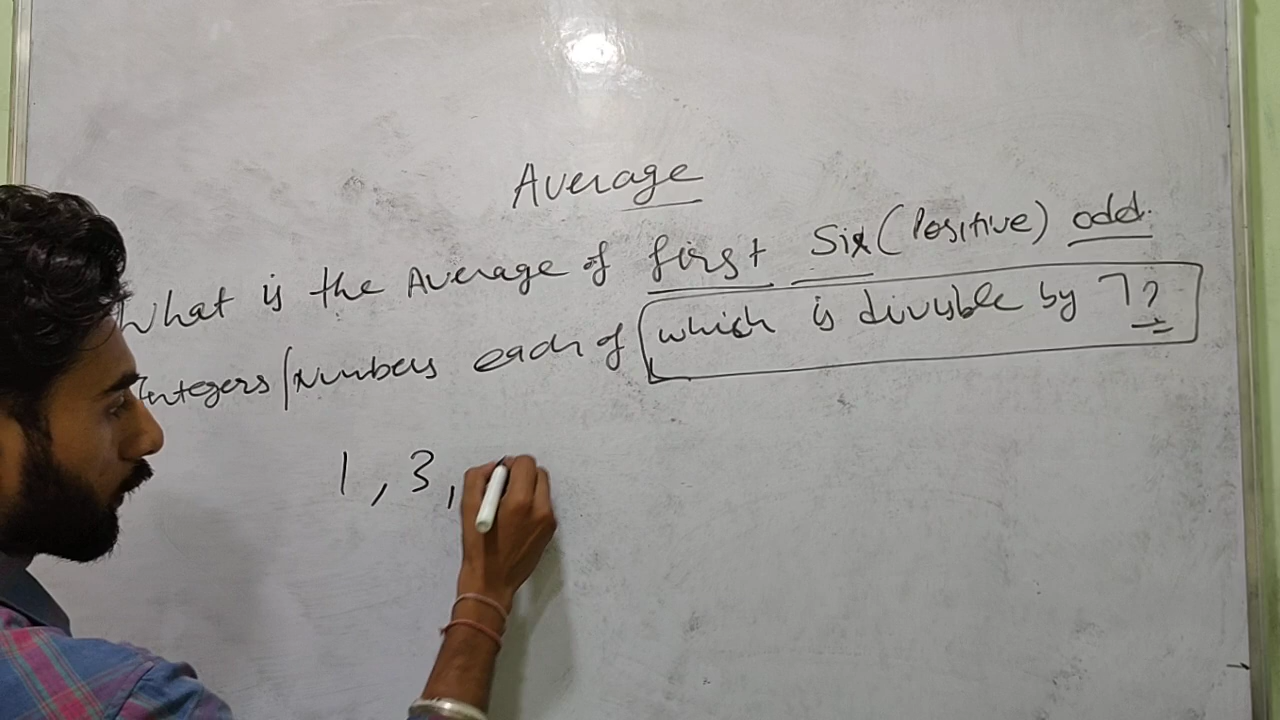 Average
What is the Average of first Six (Positive) odd.
Integers/Numbers each of which is divisible by 7?
1, 3,